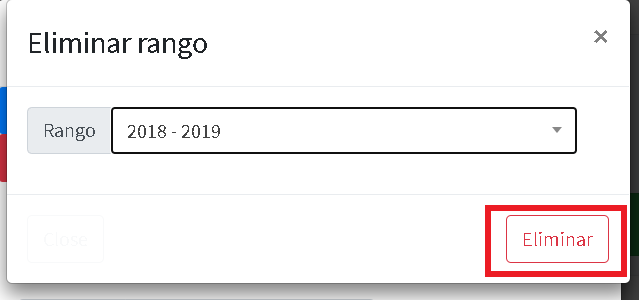 Eliminar rango
×
Rango
2018 - 2019
Close
Eliminar